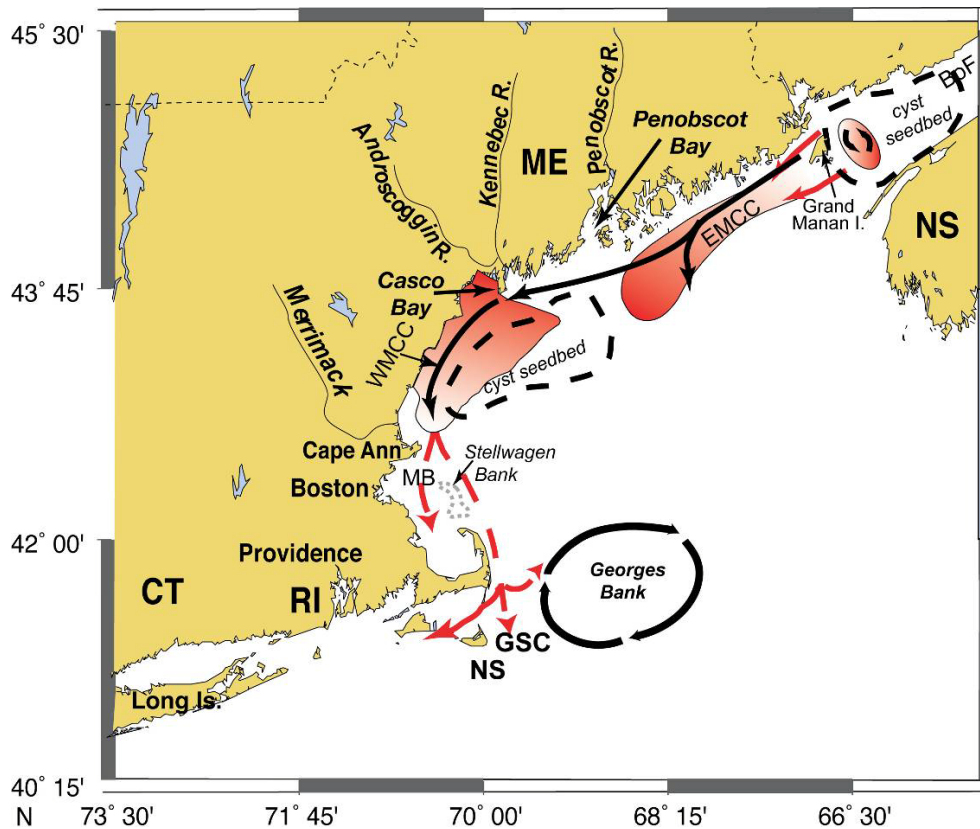 45° 30'
43° 45'
42° 00'
40° 15'
N
73° 30'
71° 45'
70° 00'
68° 15'
66° 30'
Androscoggin R.
Kennebec R.
Penobscot R.
ME
Penobscot
Bay
BoF
cyst
seedbed
Grand
Manan I.
NS
EMCC
Casco
Bay
WMCC
Merrimack
cyst seedbed
Cape Ann
MB
Stellwagen
Bank
Boston
Providence
CT
RI
Georges
Bank
GSC
NS
Long Is.